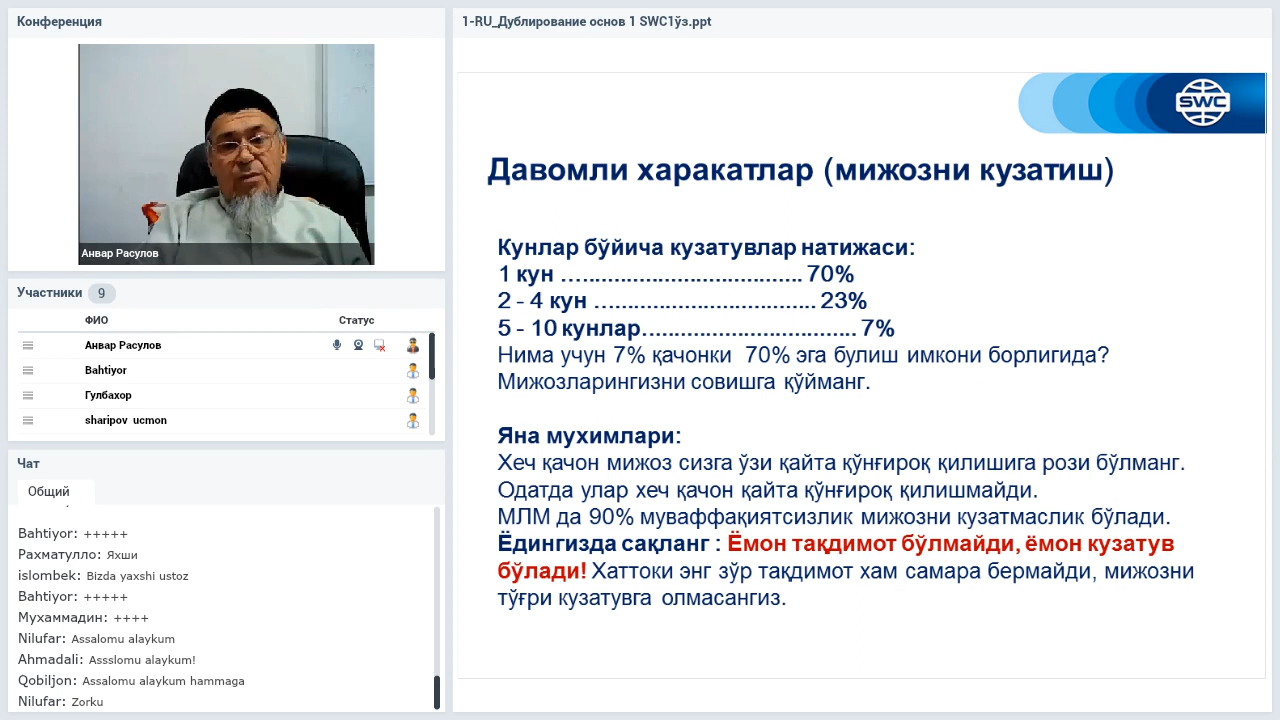 Конференция
Анвар Расулов
Участники 9
ФИО Статус
Анвар Расулов
Bahtiyor
Гулбахор
sharipov ucmon
Чат
Общий
Bahtiyor: +++++
Рахматулло: Яхши
islombek: Bizda yaxshi ustoz
Bahtiyor: +++++
Мухаммадин: ++++
Nilufar: Assalomu alaykum
Ahmadali: Assslomu alaykum!
Qobiljon: Assalomu alaykum hammaga
Nilufar: Zorku
1-RU_Дублирование основ 1 SWC1ўз.ppt
SWC
Давомли харакатлар (мижозни кузатиш)
Кунлар бўйича кузатувлар натижаси:
1 кун …................................. 70%
2 - 4 кун ….............................. 23%
5 - 10 кунлар…............................. 7%
Нима учун 7% қачонки 70% эга булиш имкони борлигида?
Мижозларингизни совишга қўйманг.
Яна мухимлари:
Хеч қачон мижоз сизга ўзи қайта қўнғироқ қилишига рози бўлманг.
Одатда улар хеч қачон қайта қўнғироқ қилишмайди.
МЛМ да 90% муваффақиятсизлик мижозни кузатмаслик бўлади.
Ёдингизда сақланг : Ёмон тақдимот бўлмайди, ёмон кузатув
бўлади! Хаттоки энг зўр тақдимот хам самара бермайди, мижозни
тўғри кузатувга олмасангиз.